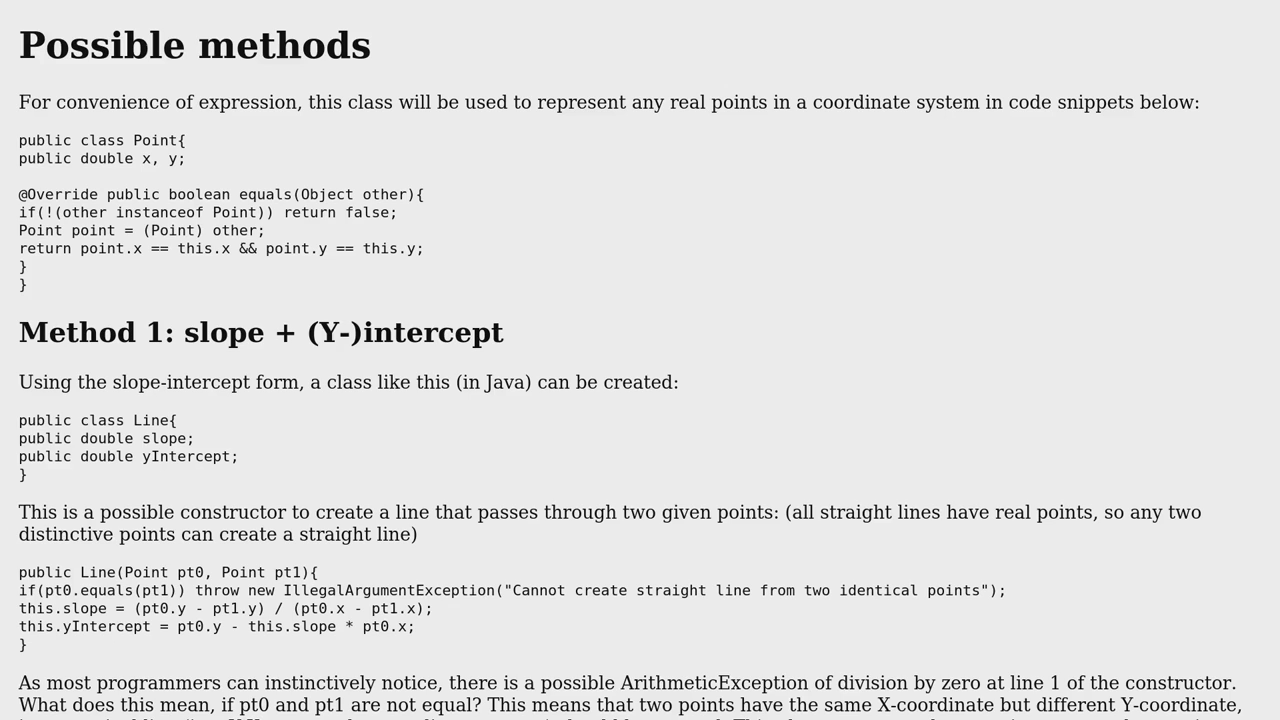 Possible methods
For convenience of expression, this class will be used to represent any real points in a coordinate system in code snippets below:
public class Point{
public double x, y;
@Override public boolean equals(Object other){
if(!(other instanceof Point)) return false;
Point point = (Point) other;
return point.x == this.x && point.y == this.y;
}
}
Method 1: slope + (Y-)intercept
Using the slope-intercept form, a class like this (in Java) can be created:
public class Line{
public double slope;
public double yIntercept;
}
This is a possible constructor to create a line that passes through two given points: (all straight lines have real points, so any two
distinctive points can create a straight line)
public Line(Point pt0, Point pt1){
if(pt0.equals(pt1)) throw new IllegalArgumentException("Cannot create straight line from two identical points");
this.slope = (pt0.y - pt1.y) / (pt0.x - pt1.x);
this.yIntercept = pt0.y - this.slope * pt0.x;
}
As most programmers can instinctively notice, there is a possible ArithmeticException of division by zero at line 1 of the constructor.
What does this mean, if pt0 and pt1 are not equal? This means that two points have the same X-coordinate but different Y-coordinate,